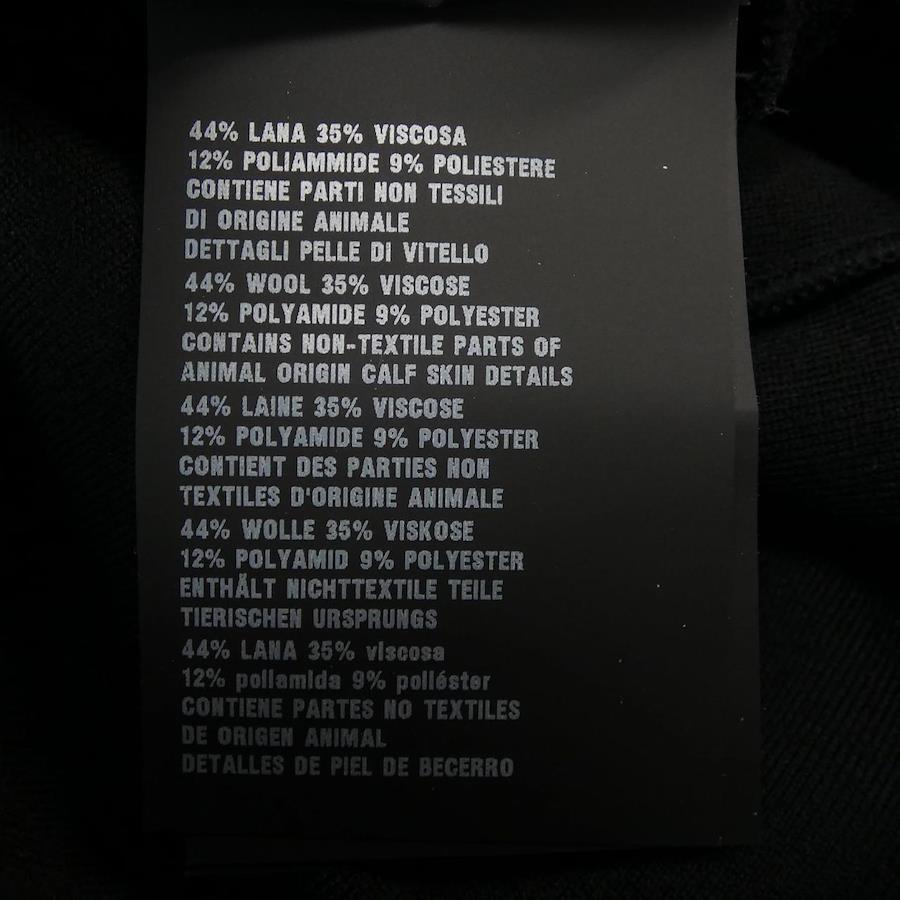 44% LANA 35% VISCOSA
12% POLIAMMIDE 9% POLIESTERE
CONTIENE PARTI NON TESSILI
DI ORIGINE ANIMALE
DETTAGLI PELLE DI VITELLO
44% WOOL 35% VISCOSE
12% POLYAMIDE 9% POLYESTER
CONTAINS NON-TEXTILE PARTS OF
ANIMAL ORIGIN CALF SKIN DETAILS
44% LAINE 35% VISCOSE
12% POLYAMIDE 9% POLYESTER
CONTIENT DES PARTIES NON
TEXTILES D'ORIGINE ANIMALE
44% WOLLE 35% VISKOSE
12% POLYAMID 9% POLYESTER
ENTHÄLT NICHTTEXTILE TEILE
TIERISCHEN URSPRUNGS
44% LANA 35% viscosa
12% poliamida 9% poliéster
CONTIENE PARTES NO TEXTILES
DE ORIGEN ANIMAL
DETALLES DE PIEL DE BECERRO